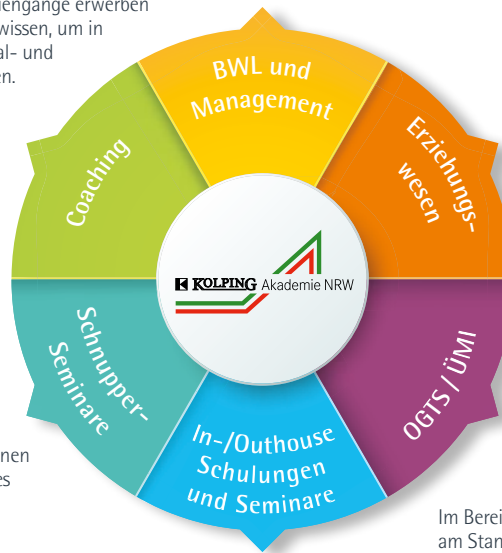 engänge erwerben
wissen, um in
al- und
en.
BWL und
Management
Erziehungs-
wesen
Coaching
KOLPING Akademie NRW
Schnupper-
Seminare
OGTS / ÜMI
In-/Outhouse
Schulungen
und Seminare
nen
es
Im Berei
am Stan